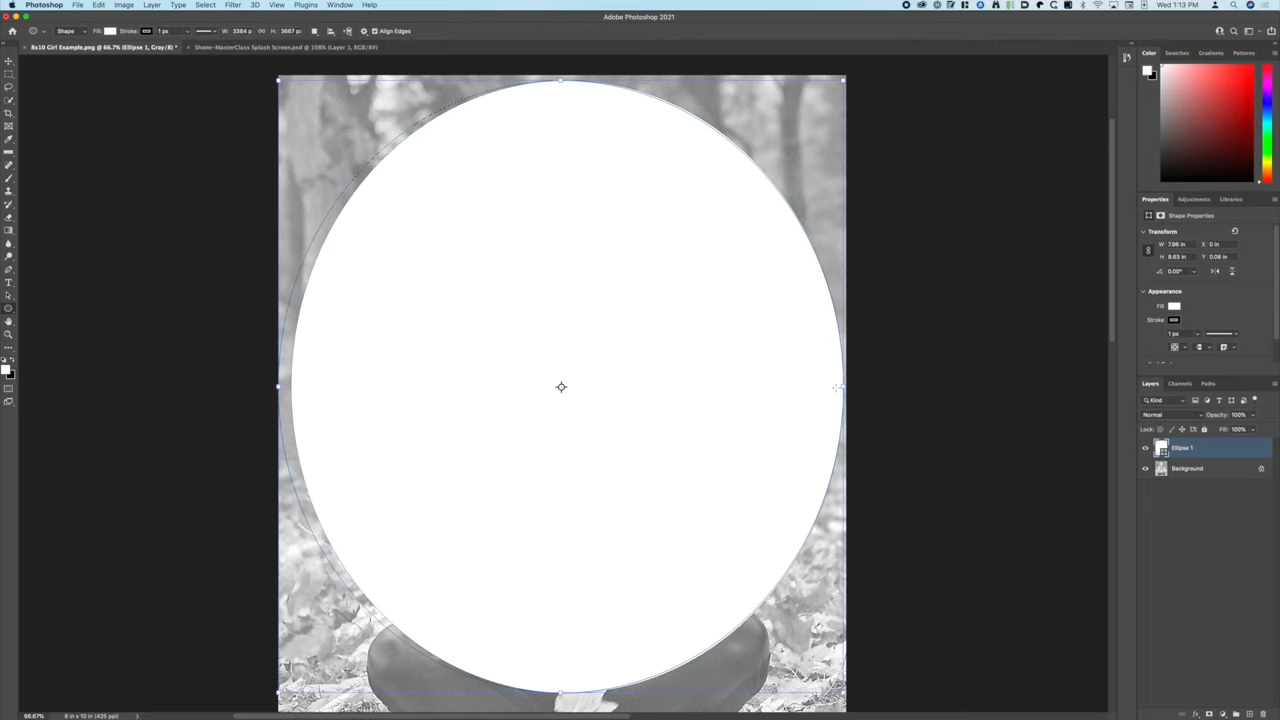 Photoshop File Edit Image Layer Type Select Filter 3D View Plugins Window Help
Wed 1:13 PM
Adobe Photoshop 2021
Shape Fill: Stroke: 1 px W: 3384 p H: 3667 p Align Edges
× 8x10 Girl Example.png @ 66.7% (Ellipse 1, Gray/8) *
× Shane-MasterClass Splash Screen.psd @ 108% (Layer 1, RGB/8#)
Color Swatches Gradients Patterns
Properties Adjustments Libraries
Shape Properties
Transform
W 7.96 in X 0 in
H 8.63 in Y 0.08 in
0.00°
Appearance
Fill
Stroke
1 px
Layers Channels Paths
Kind
Normal Opacity: 100%
Lock: Fill: 100%
Ellipse 1
Background
66.67% 8 in x 10 in (425 ppi)